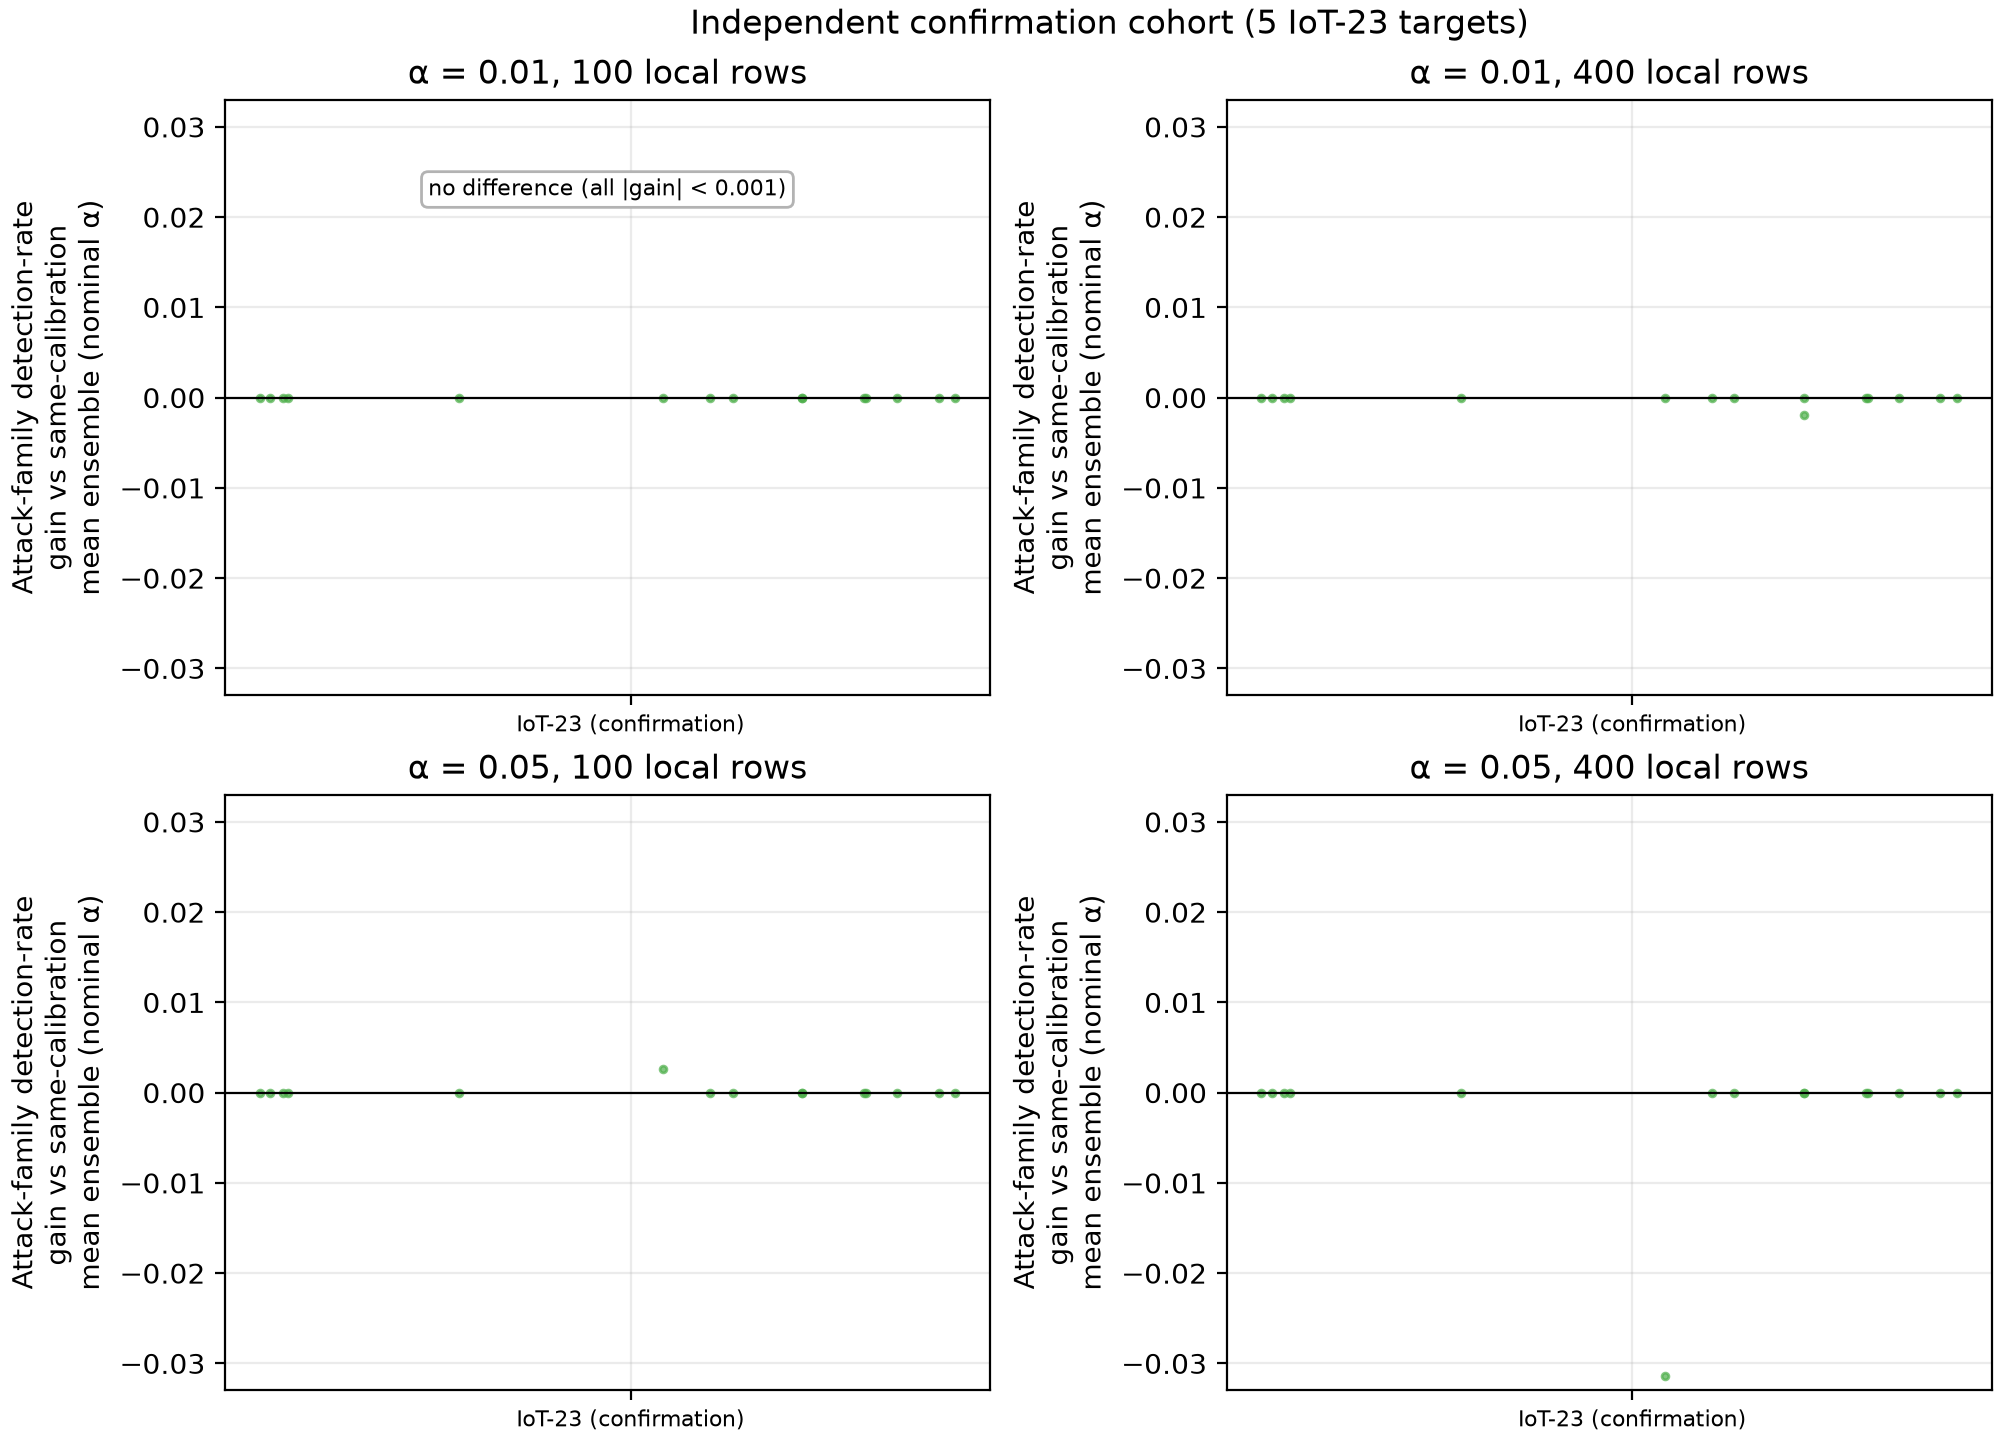 Independent confirmation cohort (5 IoT-23 targets)
α = 0.01, 100 local rows
Attack-family detection-rate
gain vs same-calibration
mean ensemble (nominal α)
0.03
0.02
0.01
0.00
−0.01
−0.02
−0.03
no difference (all |gain| < 0.001)
IoT-23 (confirmation)
α = 0.01, 400 local rows
Attack-family detection-rate
gain vs same-calibration
mean ensemble (nominal α)
0.03
0.02
0.01
0.00
−0.01
−0.02
−0.03
IoT-23 (confirmation)
α = 0.05, 100 local rows
Attack-family detection-rate
gain vs same-calibration
mean ensemble (nominal α)
0.03
0.02
0.01
0.00
−0.01
−0.02
−0.03
IoT-23 (confirmation)
α = 0.05, 400 local rows
Attack-family detection-rate
gain vs same-calibration
mean ensemble (nominal α)
0.03
0.02
0.01
0.00
−0.01
−0.02
−0.03
IoT-23 (confirmation)